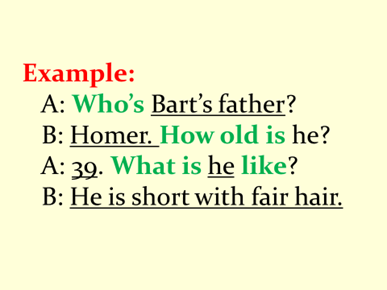 Example:
A: Who's Bart's father?
B: Homer. How old is he?
A: 39. What is he like?
B: He is short with fair hair.